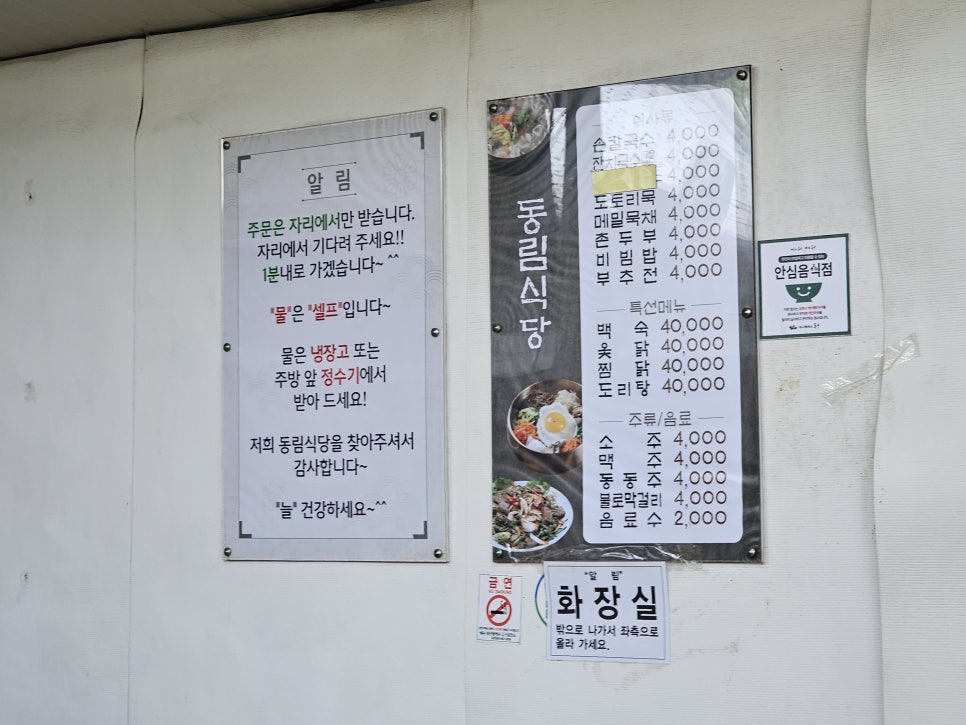 알 림
주문은 자리에서만 받습니다.
자리에서 기다려 주세요!!
1분내로 가겠습니다~ ^^
"물"은 "셀프"입니다~
물은 냉장고 또는
주방 앞 정수기에서
받아 드세요!
저희 동림식당을 찾아주셔서
감사합니다~
"늘" 건강하세요~^^
동림식당
식사류
손칼국수 4,000
잔치국수 4,000
4,000
도토리묵 4,000
메밀묵채 4,000
촌두부 4,000
비빔밥 4,000
부추전 4,000
특선메뉴
백숙 40,000
옻닭 40,000
찜닭 40,000
도리탕 40,000
주류/음료
소주 4,000
맥주 4,000
동동주 4,000
불로막걸리 4,000
음료수 2,000
안심음식점
금연
NO SMOKING
"알 림"
화장실
밖으로 나가서 좌측으로
올라 가세요.